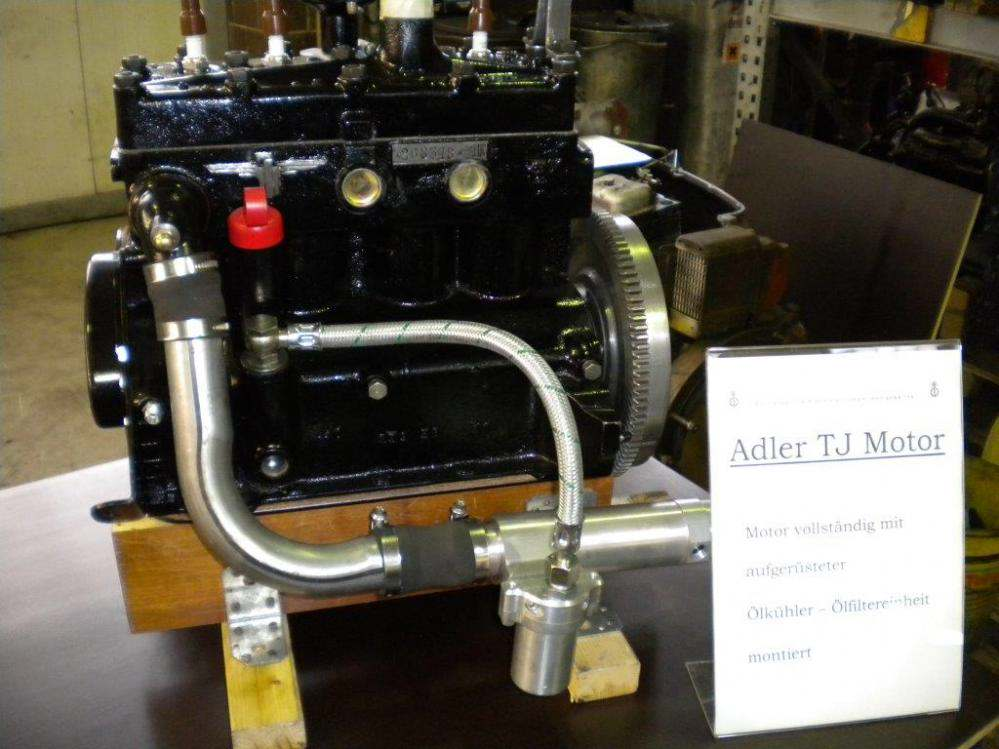 Adler TJ Motor
Motor vollständig mit
aufgerüsteter
Ölkühler – Ölfiltereinheit
montiert